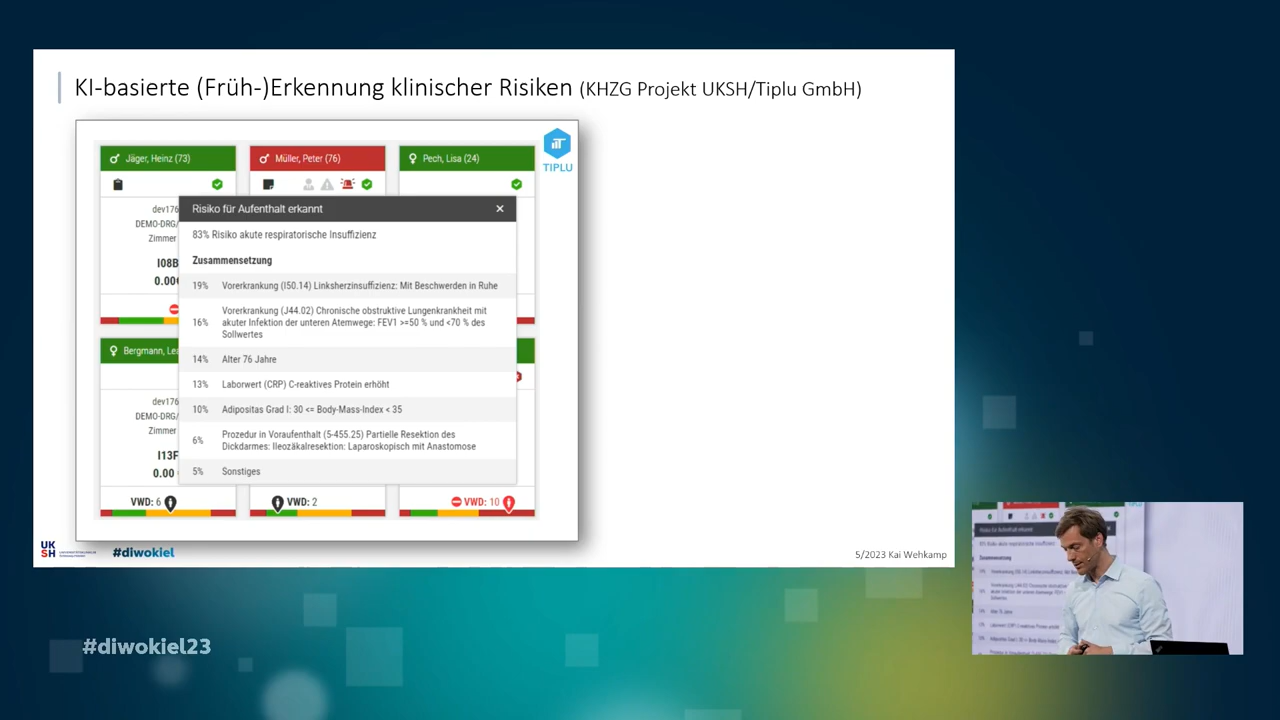 KI-basierte (Früh-)Erkennung klinischer Risiken (KHZG Projekt UKSH/Tiplu GmbH)
TIPLU
Jäger, Heinz (73)
Müller, Peter (76)
Pech, Lisa (24)
dev176
DEMO-DRG/
Zimmer
I08B
0.00
Risiko für Aufenthalt erkannt
83% Risiko akute respiratorische Insuffizienz
Zusammensetzung
19% Vorerkrankung (I50.14) Linksherzinsuffizienz: Mit Beschwerden in Ruhe
16% Vorerkrankung (J44.02) Chronische obstruktive Lungenkrankheit mit
akuter Infektion der unteren Atemwege: FEV1 >=50 % und <70 % des
Sollwertes
14% Alter 76 Jahre
13% Laborwert (CRP) C-reaktives Protein erhöht
10% Adipositas Grad I: 30 <= Body-Mass-Index < 35
6% Prozedur in Voraufenthalt (5-455.25) Partielle Resektion des
Dickdarmes: Ileozäkalresektion: Laparoskopisch mit Anastomose
5% Sonstiges
Bergmann, Lea
dev176
DEMO-DRG/
Zimmer
I13F
0.00
VWD: 6
VWD: 2
VWD: 10
UK
SH
#diwokiel
5/2023 Kai Wehkamp
#diwokiel23